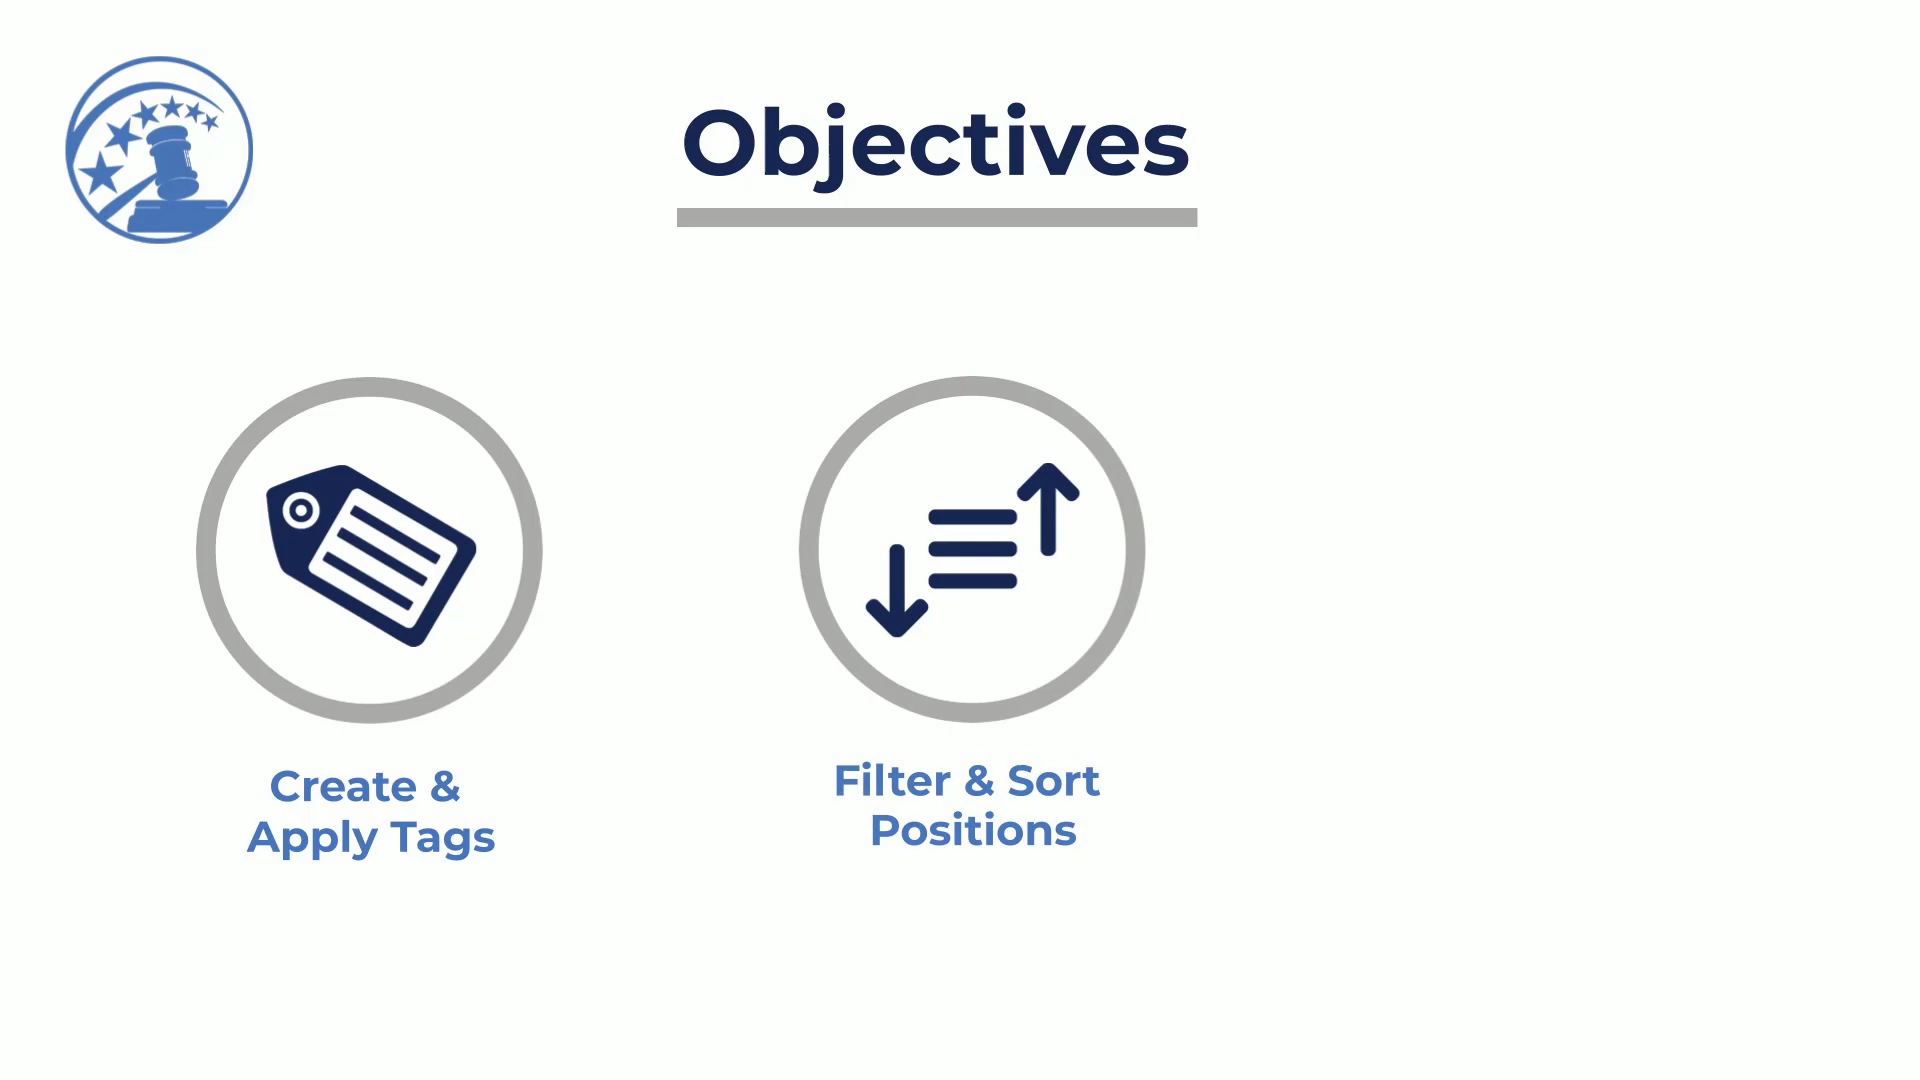 Objectives
Create &
Apply Tags
Filter & Sort
Positions